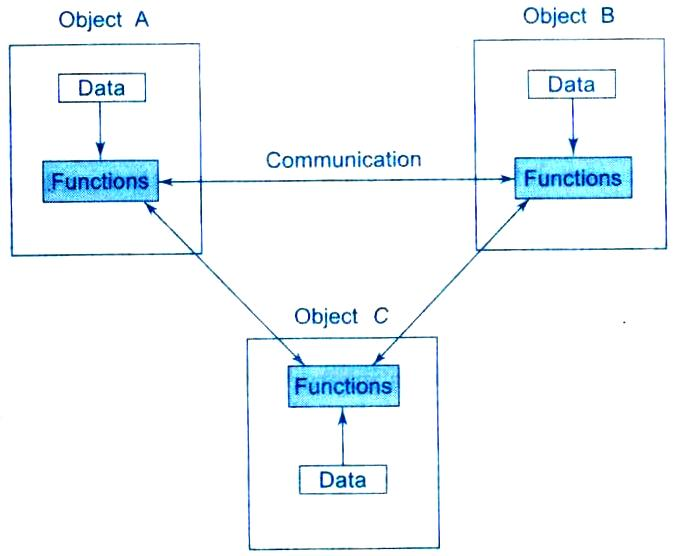 Object A
Object B
Data
Data
Communication
Functions
Functions
Object C
Functions
Data